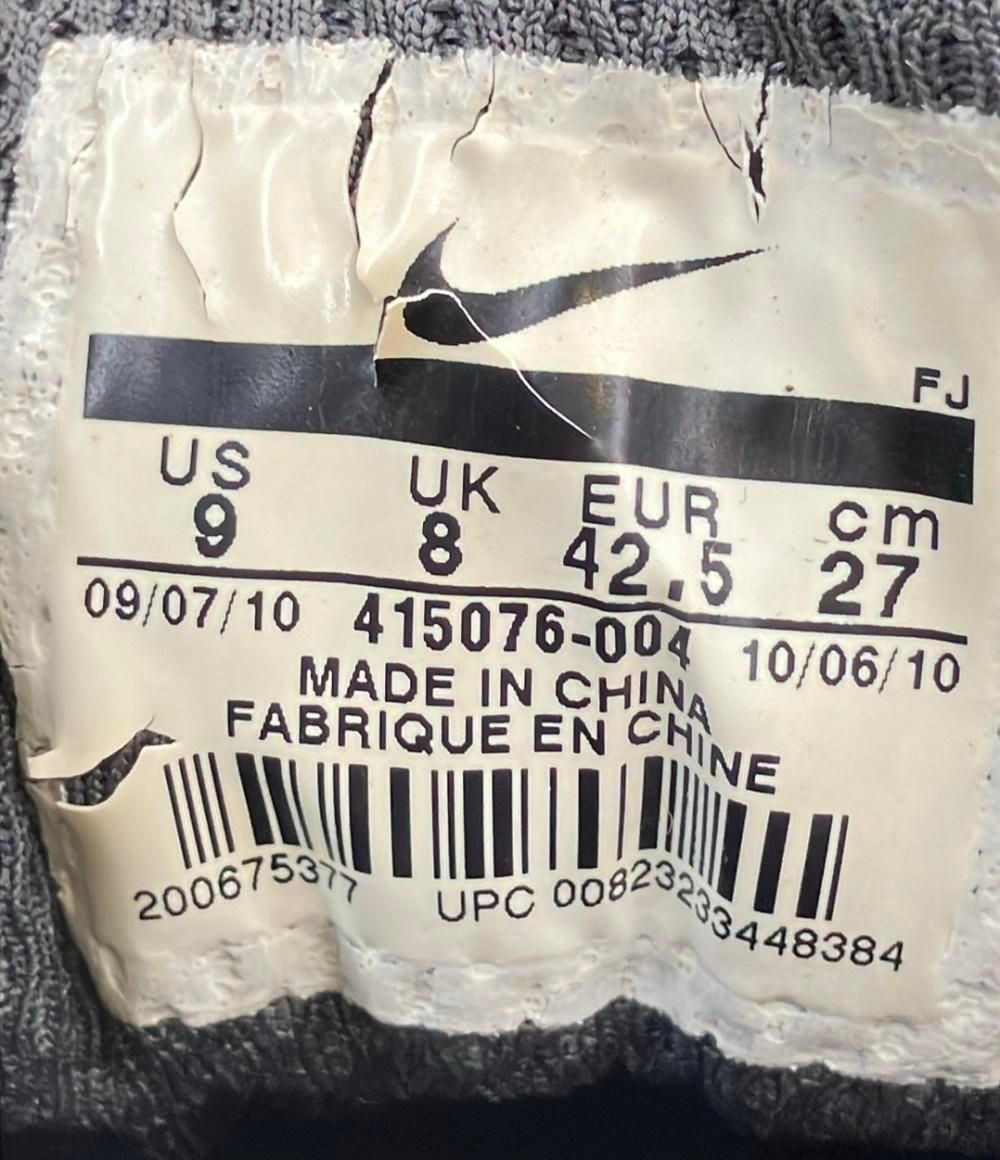 FJ
US UK EUR cm
9 8 42.5 27
09/07/10 415076-004 10/06/10
MADE IN CHINA
FABRIQUE EN CHINE
200675377 UPC 00823233448384